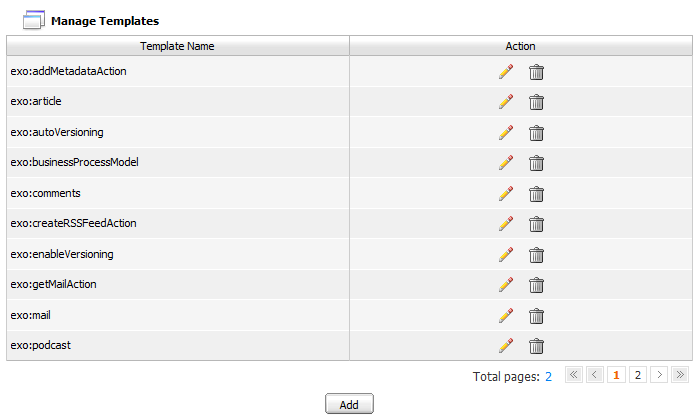 Manage Templates
Template Name Action
exo:addMetadataAction
exo:article
exo:autoVersioning
exo:businessProcessModel
exo:comments
exo:createRSSFeedAction
exo:enableVersioning
exo:getMailAction
exo:mail
exo:podcast
Total pages: 2 1 2
Add